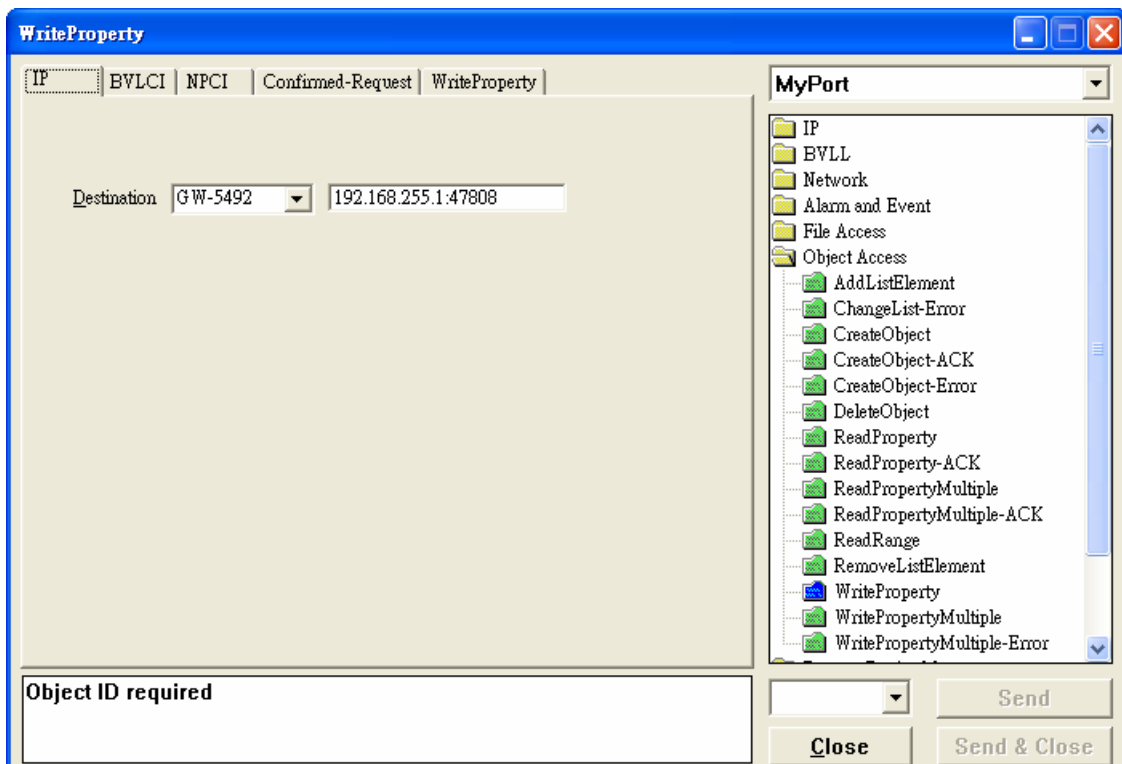 WriteProperty
IP BVLCI NPCI Confirmed-Request WriteProperty
Destination GW-5492 192.168.255.1:47808
Object ID required
MyPort
IP
BVLL
Network
Alarm and Event
File Access
Object Access
AddListElement
ChangeList-Error
CreateObject
CreateObject-ACK
CreateObject-Error
DeleteObject
ReadProperty
ReadProperty-ACK
ReadPropertyMultiple
ReadPropertyMultiple-ACK
ReadRange
RemoveListElement
WriteProperty
WritePropertyMultiple
WritePropertyMultiple-Error
Send
Close Send & Close